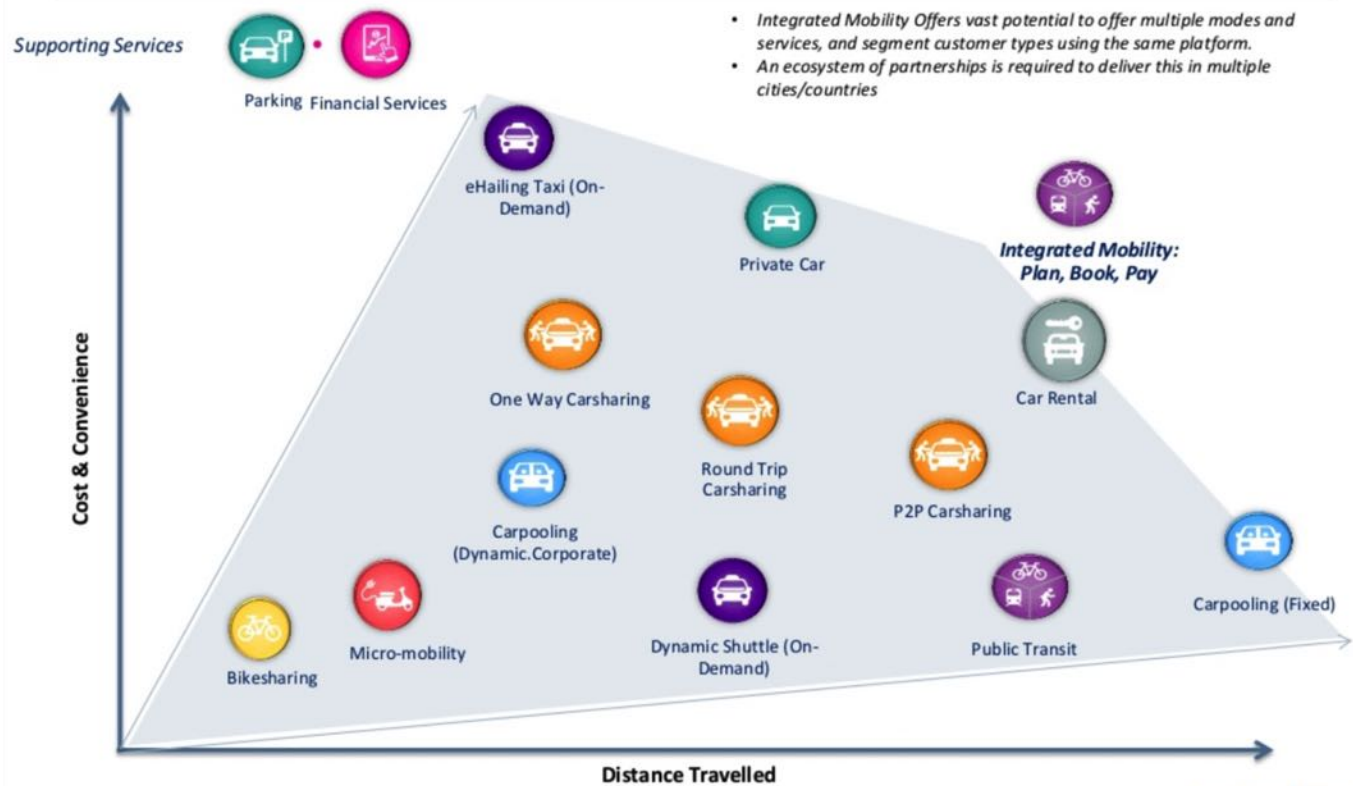 Supporting Services
Parking
Financial Services
• Integrated Mobility Offers vast potential to offer multiple modes and
services, and segment customer types using the same platform.
• An ecosystem of partnerships is required to deliver this in multiple
cities/countries
eHailing Taxi (On-
Demand)
Private Car
Integrated Mobility:
Plan, Book, Pay
One Way Carsharing
Car Rental
Round Trip
Carsharing
P2P Carsharing
Carpooling
(Dynamic.Corporate)
Carpooling (Fixed)
Micro-mobility
Bikesharing
Dynamic Shuttle (On-
Demand)
Public Transit
Cost & Convenience
Distance Travelled